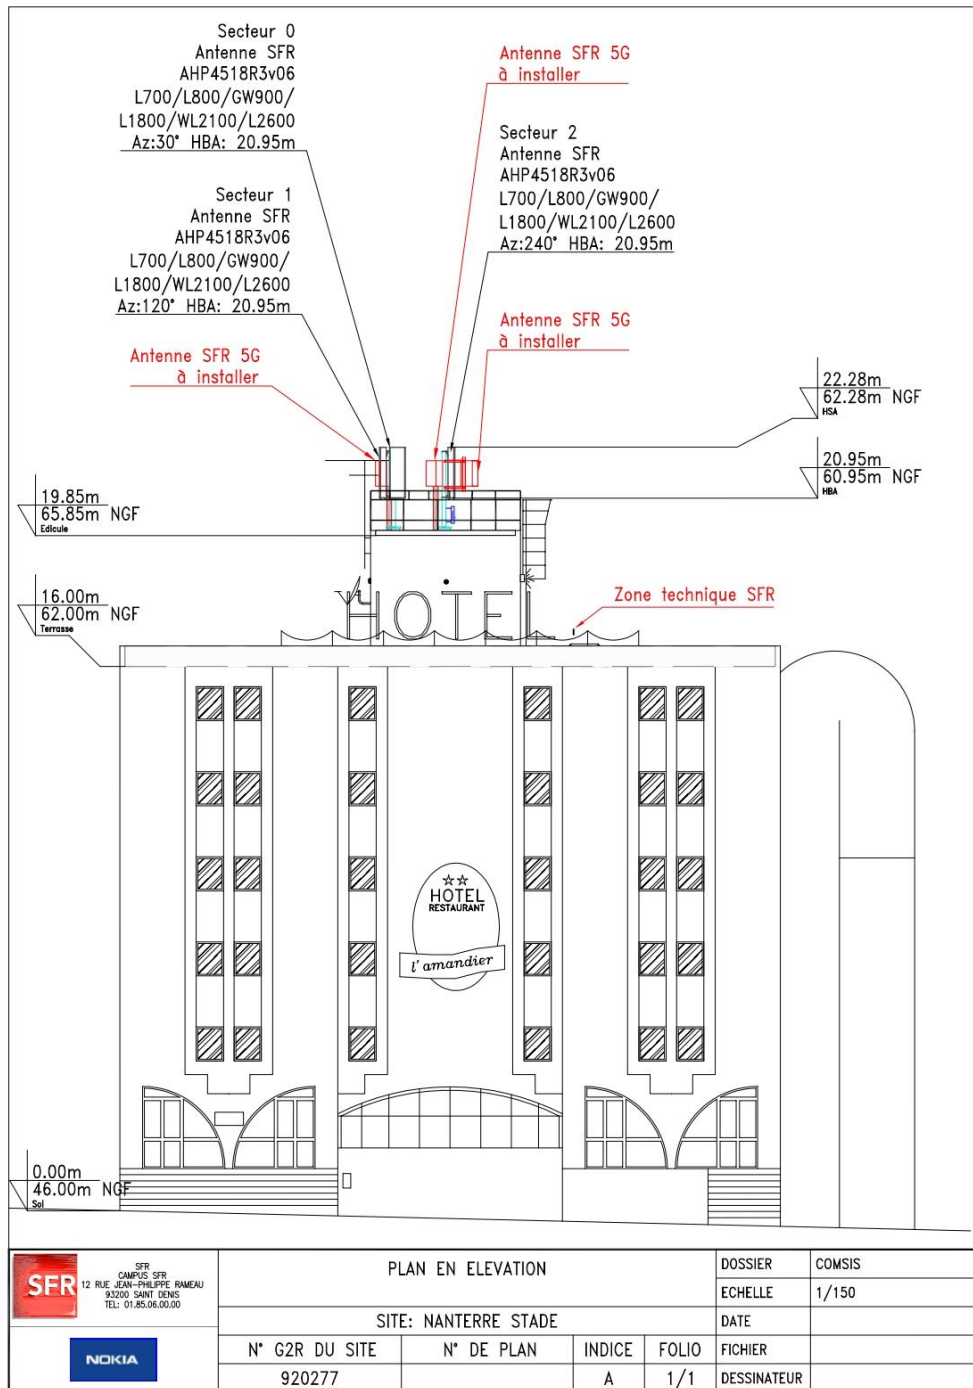 Secteur 0
Antenne SFR
AHP4518R3v06
L700/L800/GW900/
L1800/WL2100/L2600
Az:30° HBA: 20.95m
Antenne SFR 5G
à installer
Secteur 2
Antenne SFR
AHP4518R3v06
L700/L800/GW900/
L1800/WL2100/L2600
Az:240° HBA: 20.95m
Secteur 1
Antenne SFR
AHP4518R3v06
L700/L800/GW900/
L1800/WL2100/L2600
Az:120° HBA: 20.95m
Antenne SFR 5G
à installer
Antenne SFR 5G
à installer
22.28m
62.28m NGF
HSA
20.95m
60.95m NGF
HBA
19.85m
65.85m NGF
Edicule
16.00m
62.00m NGF
Terrasse
HOTEL
Zone technique SFR
HOTEL
RESTAURANT
l'amandier
0.00m
46.00m NGF
Sol
SFR
SFR
CAMPUS SFR
12 RUE JEAN-PHILIPPE RAMEAU
93200 SAINT DENIS
TEL: 01.85.06.00.00
NOKIA
PLAN EN ELEVATION
SITE: NANTERRE STADE
N° G2R DU SITE
N° DE PLAN
INDICE
FOLIO
920277
A
1/1
DOSSIER
COMSIS
ECHELLE
1/150
DATE
FICHIER
DESSINATEUR